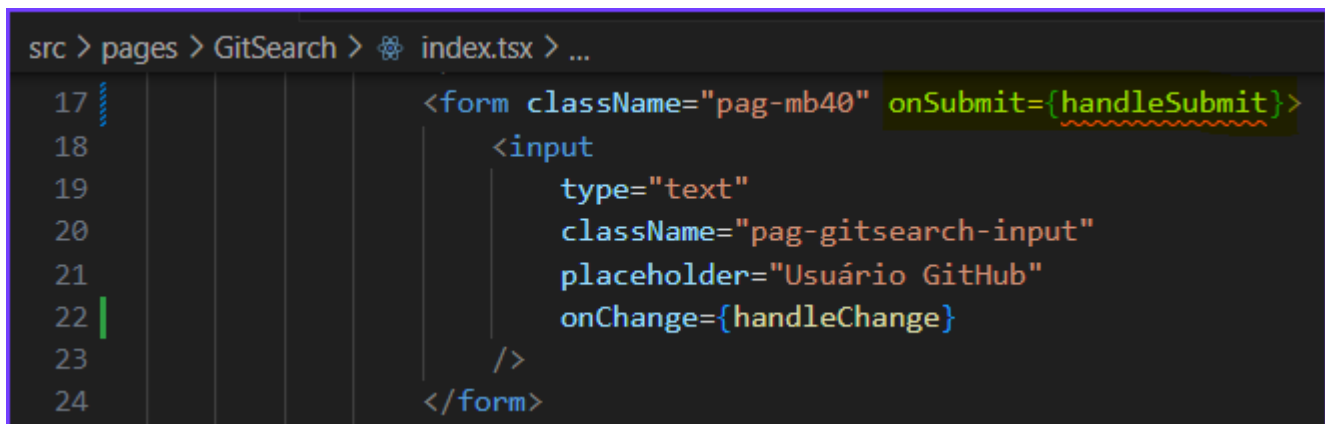 src > pages > GitSearch > index.tsx > ...
17 <form className="pag-mb40" onSubmit={handleSubmit}>
18 <input
19 type="text"
20 className="pag-gitsearch-input"
21 placeholder="Usuário GitHub"
22 onChange={handleChange}
23 />
24 </form>